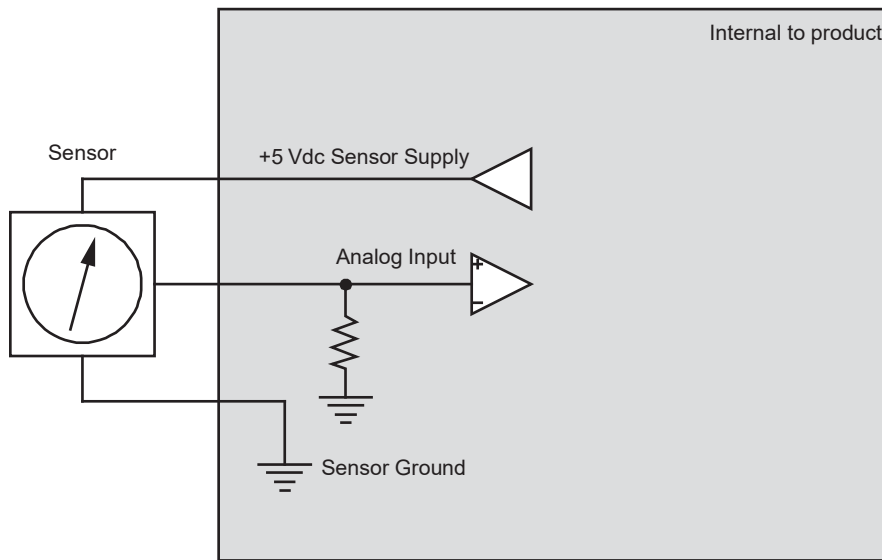 Internal to product
Sensor
+5 Vdc Sensor Supply
Analog Input
+
–
Sensor Ground